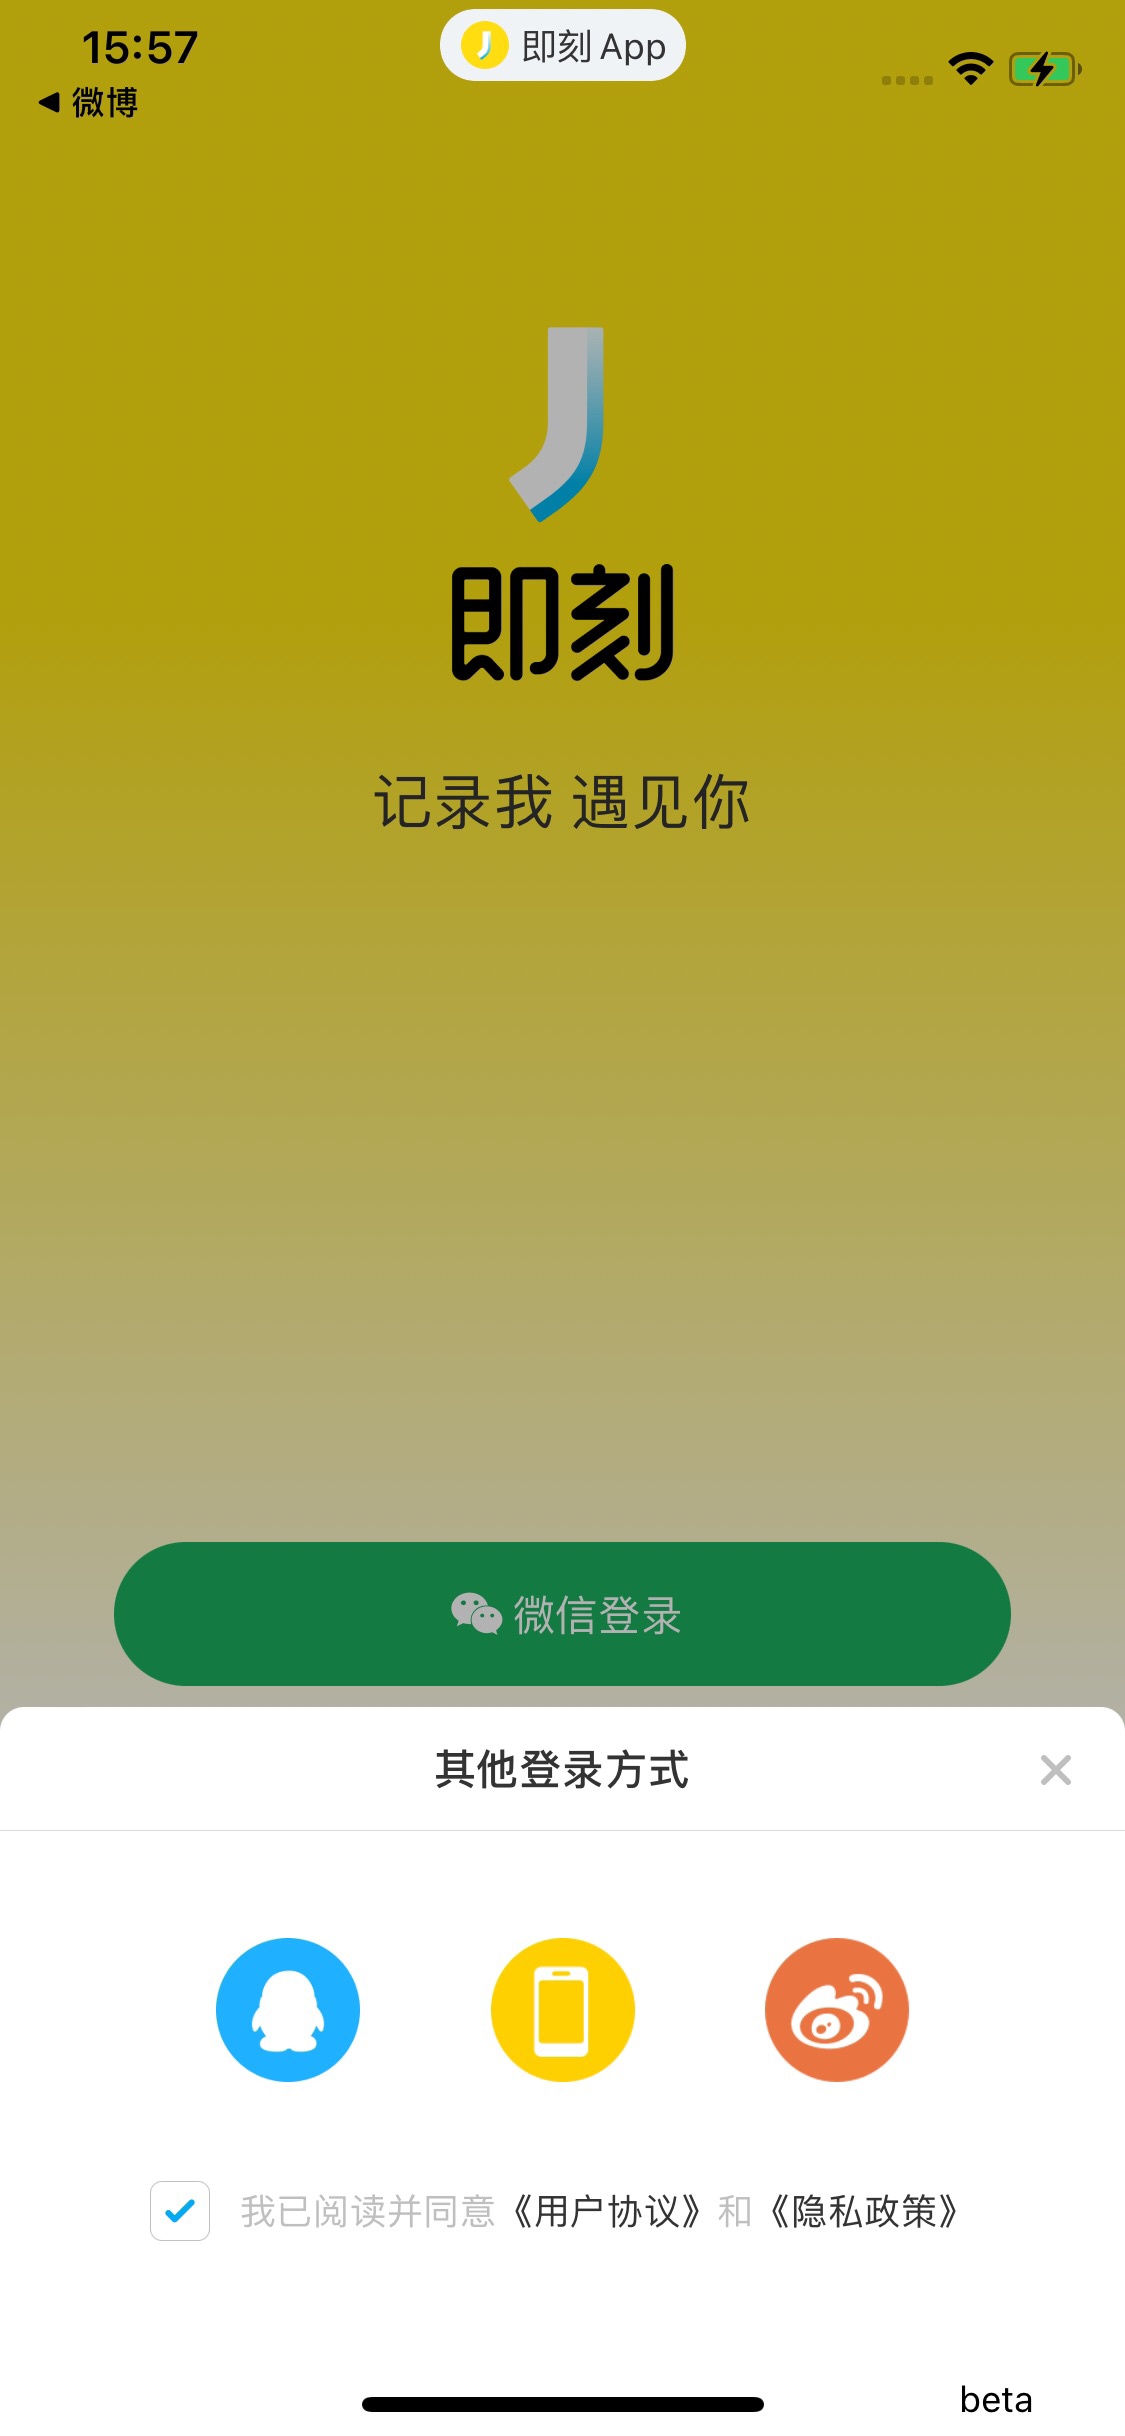 15:57
即刻 App
◀ 微博
即刻
记录我 遇见你
微信登录
其他登录方式
我已阅读并同意《用户协议》和《隐私政策》
beta